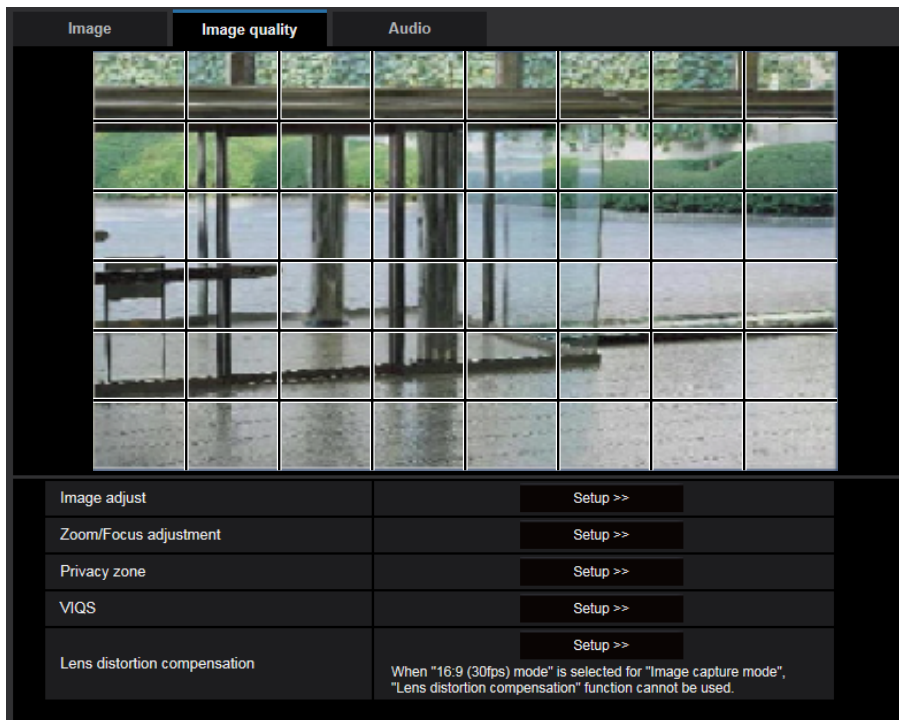 Image
Image quality
Audio
Image adjust
Setup >>
Zoom/Focus adjustment
Setup >>
Privacy zone
Setup >>
VIQS
Setup >>
Lens distortion compensation
Setup >>
When "16:9 (30fps) mode" is selected for "Image capture mode",
"Lens distortion compensation" function cannot be used.